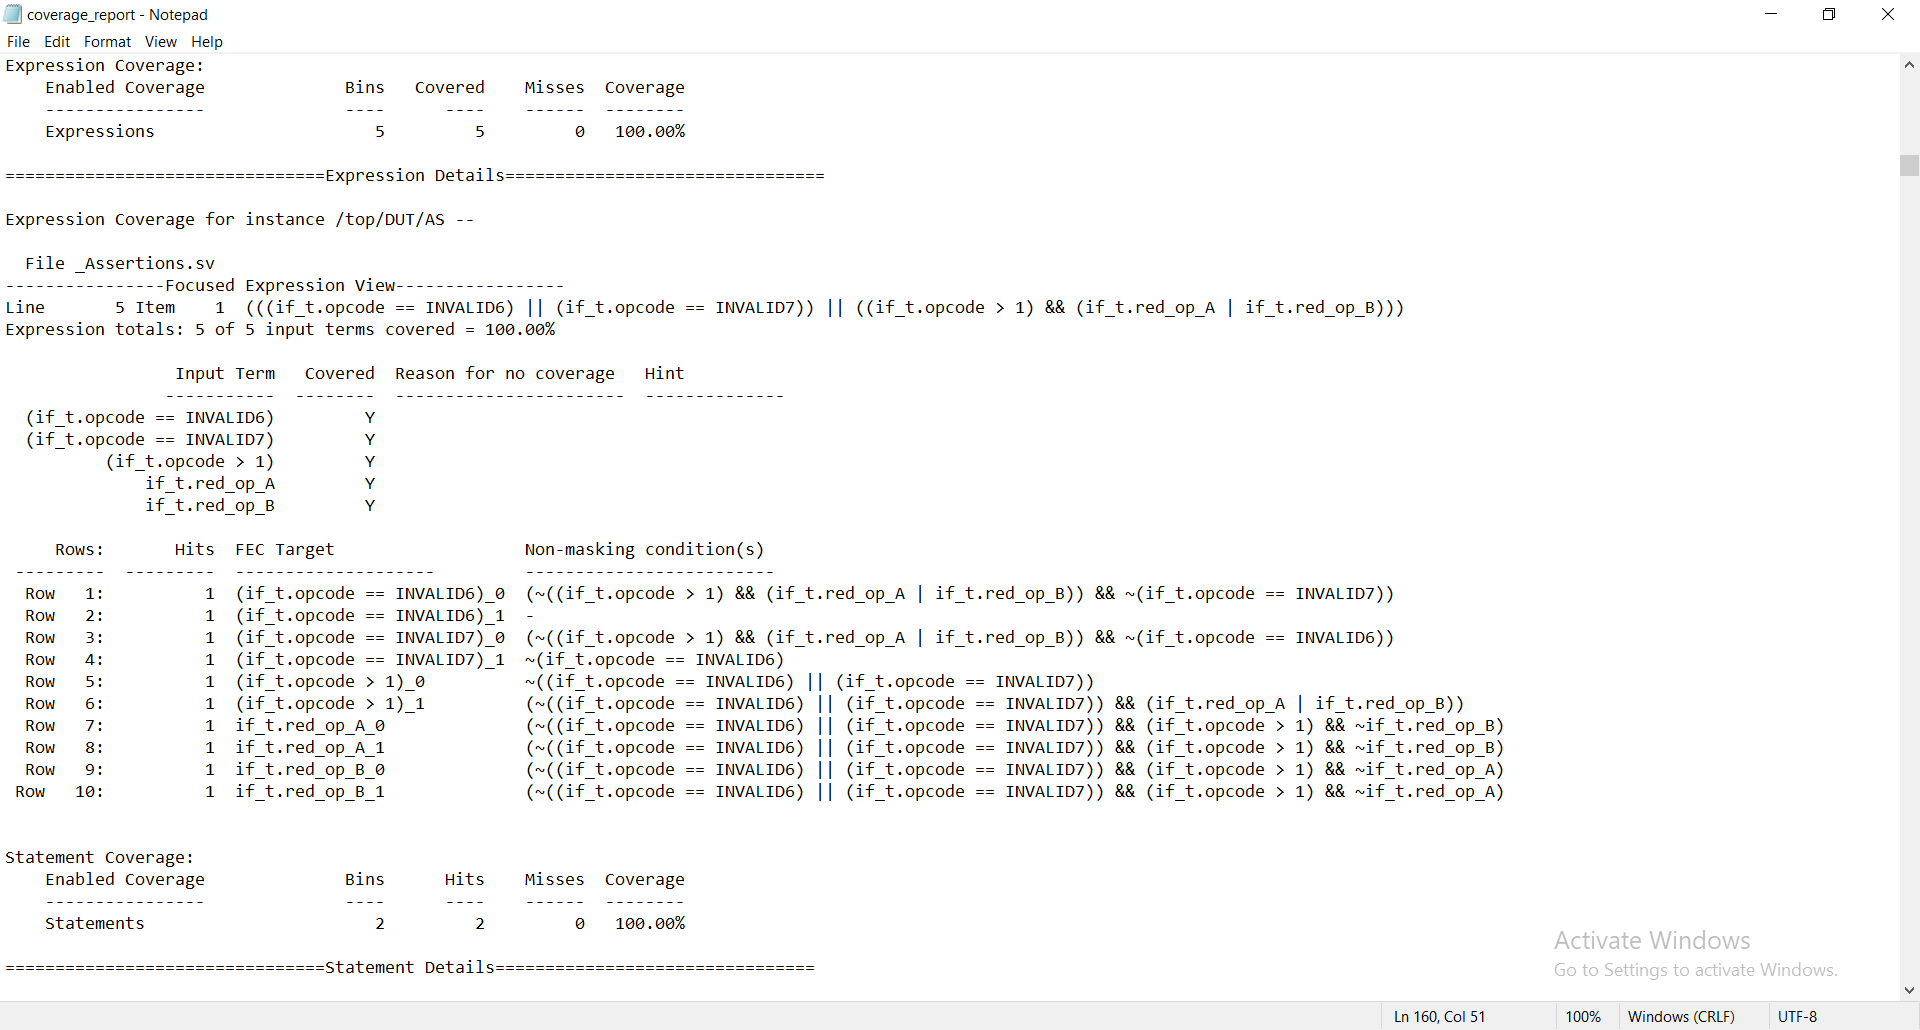 coverage_report - Notepad
File Edit Format View Help
Expression Coverage:
    Enabled Coverage              Bins   Covered    Misses  Coverage
    ----------------              ----      ----    ------  --------
    Expressions                      5         5         0   100.00%
================================Expression Details================================
Expression Coverage for instance /top/DUT/AS --
  File _Assertions.sv
----------------Focused Expression View-----------------
Line       5 Item    1  (((if_t.opcode == INVALID6) || (if_t.opcode == INVALID7)) || ((if_t.opcode > 1) && (if_t.red_op_A | if_t.red_op_B)))
Expression totals: 5 of 5 input terms covered = 100.00%
                 Input Term   Covered  Reason for no coverage   Hint
                -----------  --------  -----------------------  --------------
  (if_t.opcode == INVALID6)         Y
  (if_t.opcode == INVALID7)         Y
          (if_t.opcode > 1)         Y
              if_t.red_op_A         Y
              if_t.red_op_B         Y
     Rows:       Hits  FEC Target                   Non-masking condition(s)
 ---------  ---------  --------------------         -------------------------
  Row   1:          1  (if_t.opcode == INVALID6)_0  (~((if_t.opcode > 1) && (if_t.red_op_A | if_t.red_op_B)) && ~(if_t.opcode == INVALID7))
  Row   2:          1  (if_t.opcode == INVALID6)_1  -
  Row   3:          1  (if_t.opcode == INVALID7)_0  (~((if_t.opcode > 1) && (if_t.red_op_A | if_t.red_op_B)) && ~(if_t.opcode == INVALID6))
  Row   4:          1  (if_t.opcode == INVALID7)_1  ~(if_t.opcode == INVALID6)
  Row   5:          1  (if_t.opcode > 1)_0          ~((if_t.opcode == INVALID6) || (if_t.opcode == INVALID7))
  Row   6:          1  (if_t.opcode > 1)_1          (~((if_t.opcode == INVALID6) || (if_t.opcode == INVALID7)) && (if_t.red_op_A | if_t.red_op_B))
  Row   7:          1  if_t.red_op_A_0              (~((if_t.opcode == INVALID6) || (if_t.opcode == INVALID7)) && (if_t.opcode > 1) && ~if_t.red_op_B)
  Row   8:          1  if_t.red_op_A_1              (~((if_t.opcode == INVALID6) || (if_t.opcode == INVALID7)) && (if_t.opcode > 1) && ~if_t.red_op_B)
  Row   9:          1  if_t.red_op_B_0              (~((if_t.opcode == INVALID6) || (if_t.opcode == INVALID7)) && (if_t.opcode > 1) && ~if_t.red_op_A)
 Row   10:          1  if_t.red_op_B_1              (~((if_t.opcode == INVALID6) || (if_t.opcode == INVALID7)) && (if_t.opcode > 1) && ~if_t.red_op_A)
Statement Coverage:
    Enabled Coverage              Bins      Hits    Misses  Coverage
    ----------------              ----      ----    ------  --------
    Statements                       2         2         0   100.00%
================================Statement Details================================
Activate Windows
Go to Settings to activate Windows.
Ln 160, Col 51 100% Windows (CRLF) UTF-8